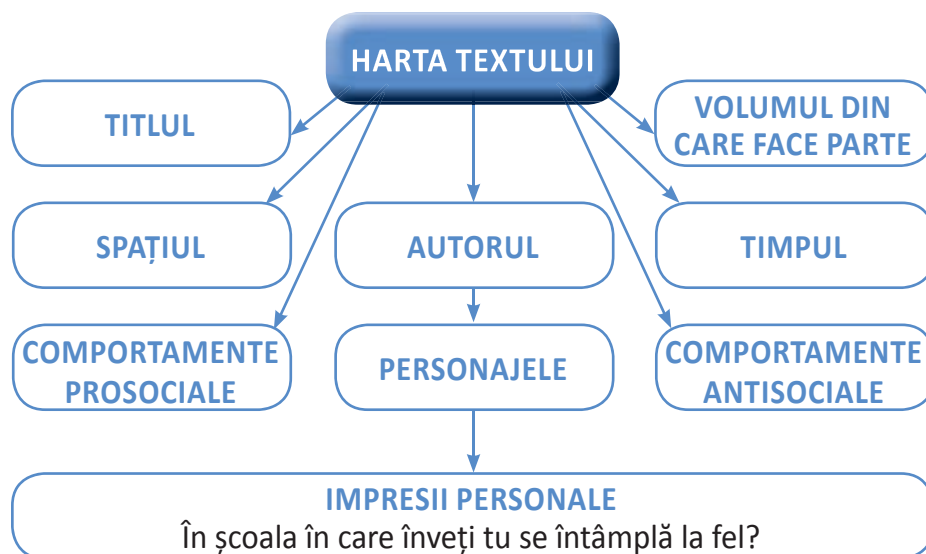 HARTA TEXTULUI
TITLUL
VOLUMUL DIN
CARE FACE PARTE
SPAȚIUL
AUTORUL
TIMPUL
COMPORTAMENTE
PROSOCIALE
PERSONAJELE
COMPORTAMENTE
ANTISOCIALE
IMPRESII PERSONALE
În școala în care înveți tu se întâmplă la fel?